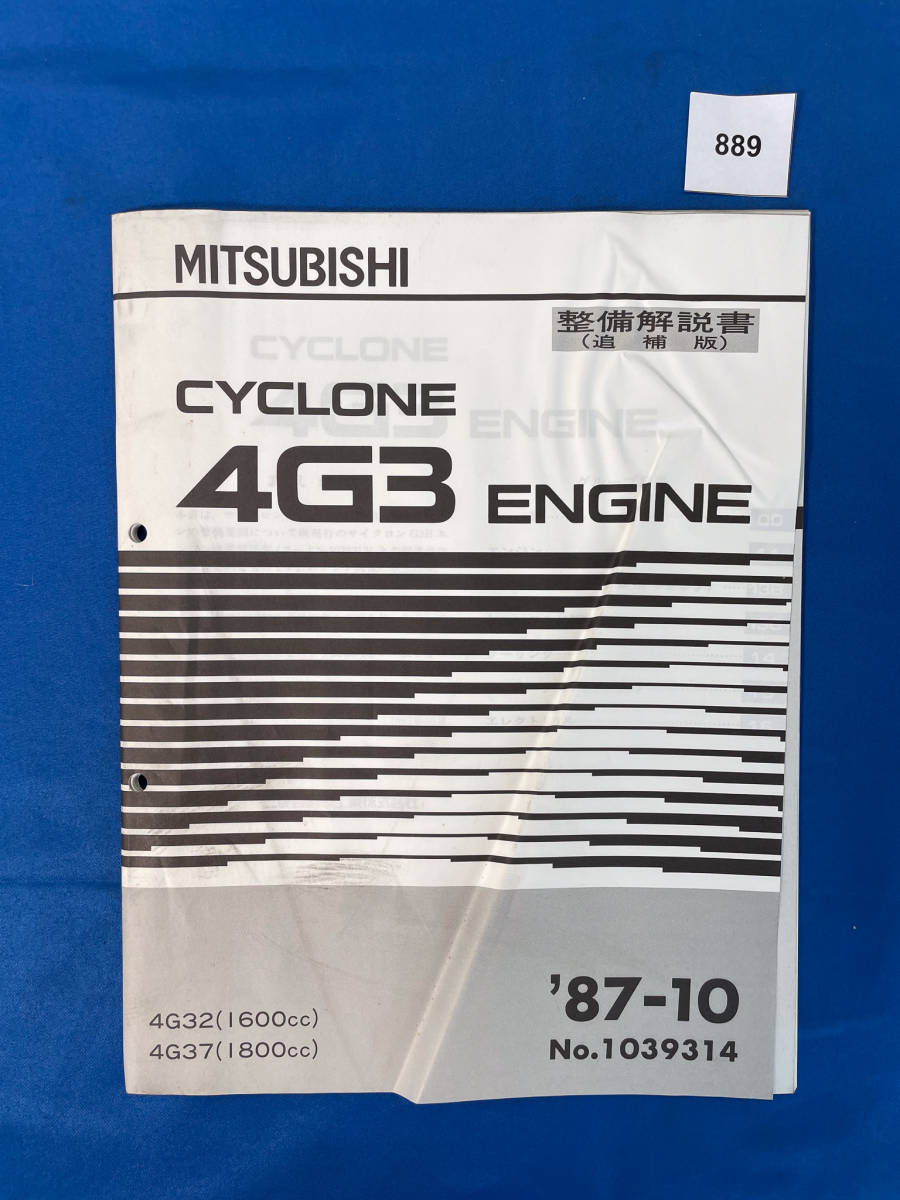 889
MITSUBISHI
整備解説書
(追補版)
CYCLONE
4G3 ENGINE
4G32(1600cc)
4G37(1800cc)
'87-10
No.1039314